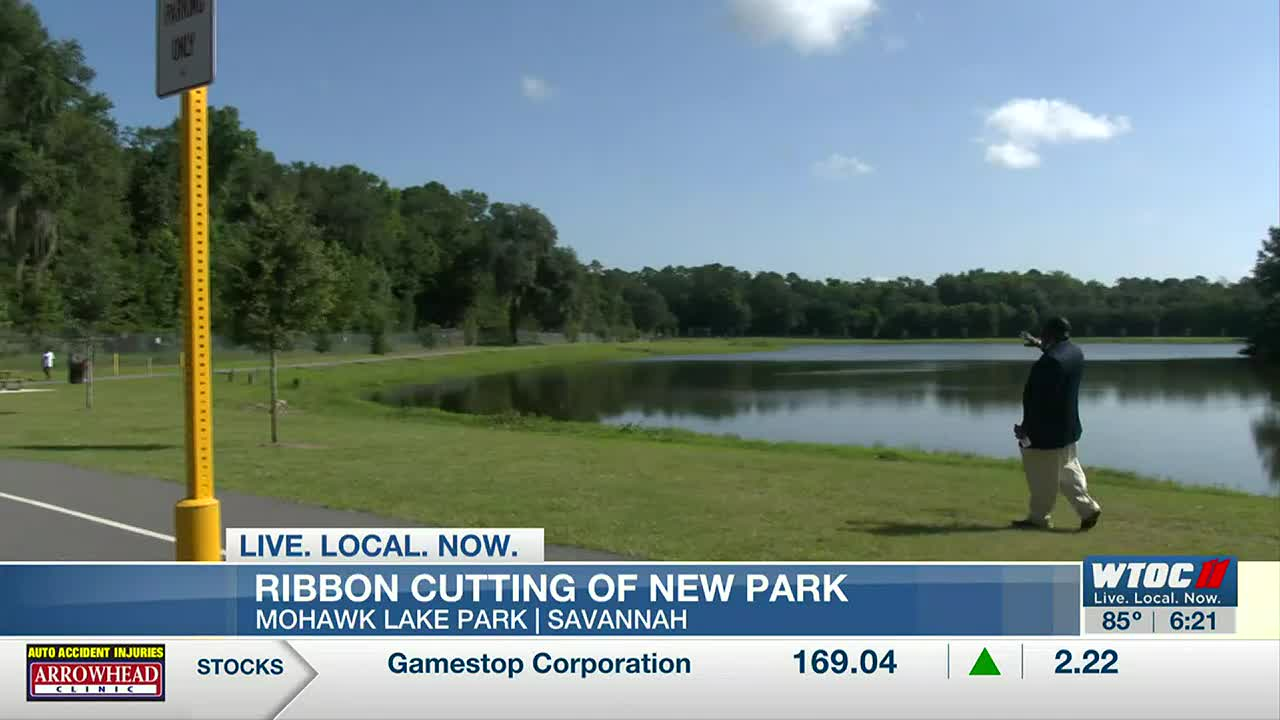 PARKING
ONLY
LIVE. LOCAL. NOW.
RIBBON CUTTING OF NEW PARK
MOHAWK LAKE PARK | SAVANNAH
WTOC 11
Live. Local. Now.
85° | 6:21
AUTO ACCIDENT INJURIES
ARROWHEAD
CLINIC
STOCKS
Gamestop Corporation 169.04 2.22